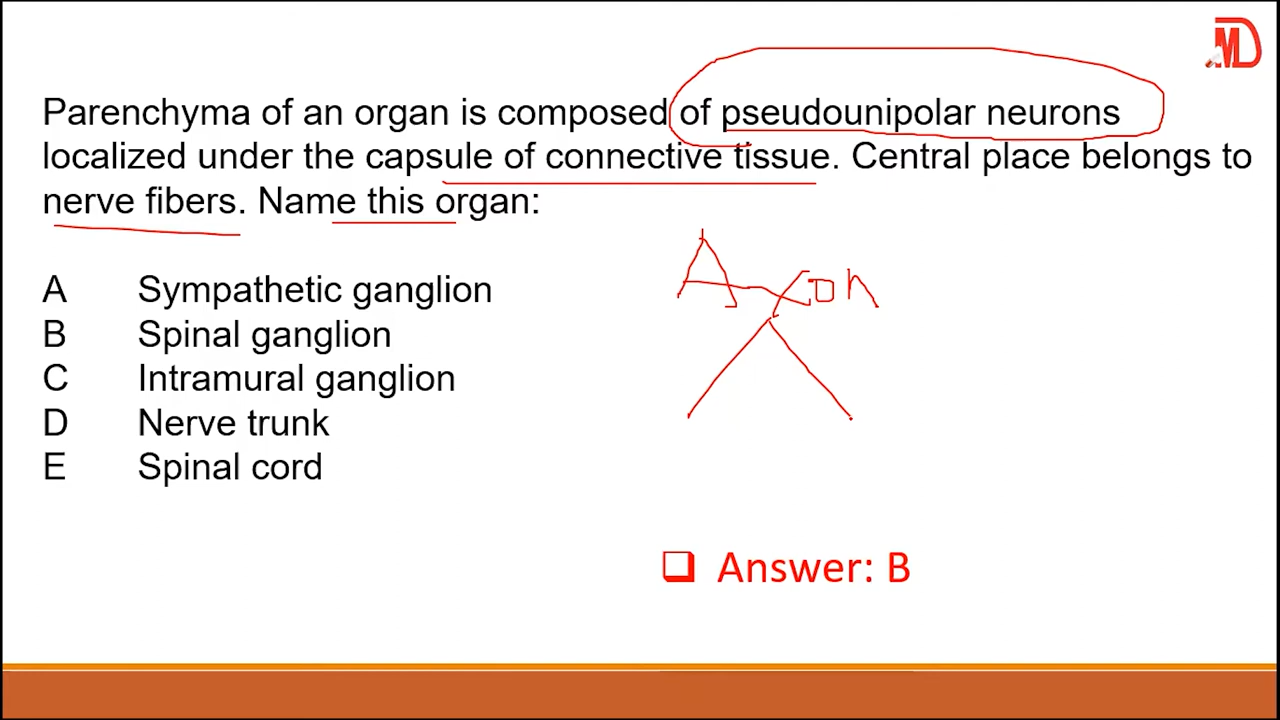 MD
Parenchyma of an organ is composed of pseudounipolar neurons
localized under the capsule of connective tissue. Central place belongs to
nerve fibers. Name this organ:
A Sympathetic ganglion
B Spinal ganglion
C Intramural ganglion
D Nerve trunk
E Spinal cord
Axon
Answer: B